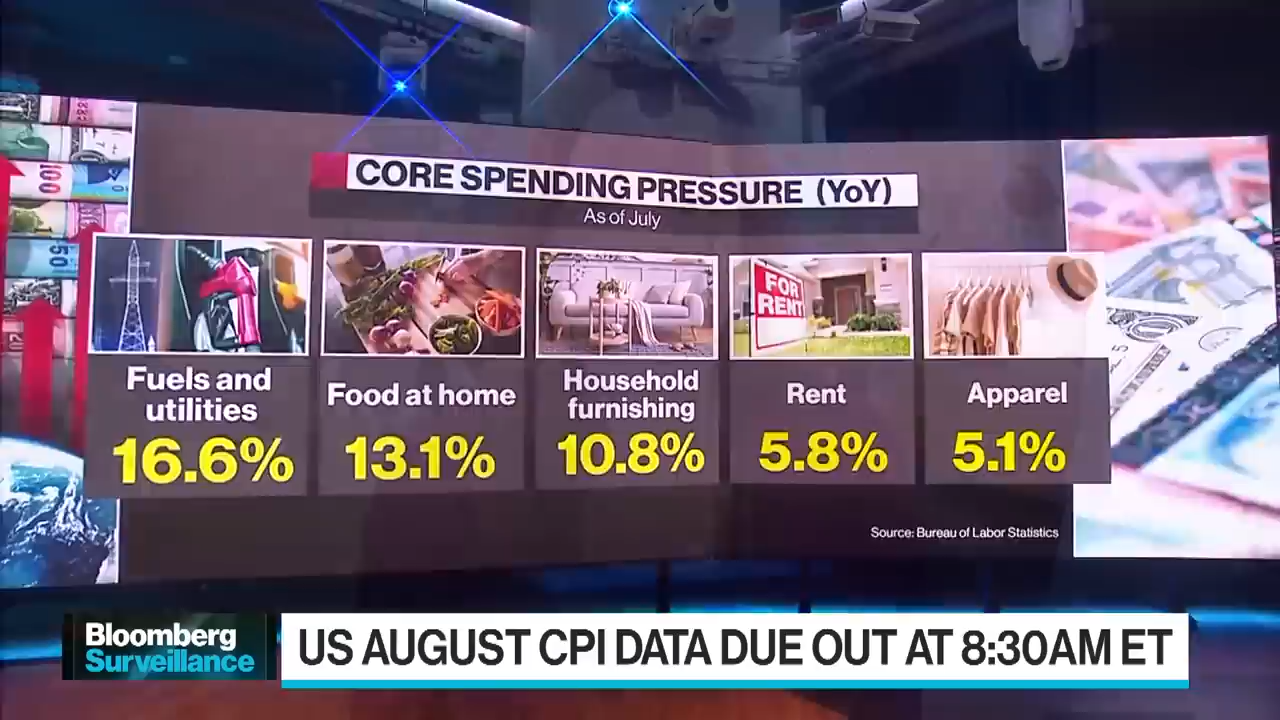 CORE SPENDING PRESSURE (YoY)
As of July
FOR
RENT
Fuels and
utilities
16.6%
Food at home
13.1%
Household
furnishing
10.8%
Rent
5.8%
Apparel
5.1%
Source: Bureau of Labor Statistics
Bloomberg
Surveillance
US AUGUST CPI DATA DUE OUT AT 8:30AM ET